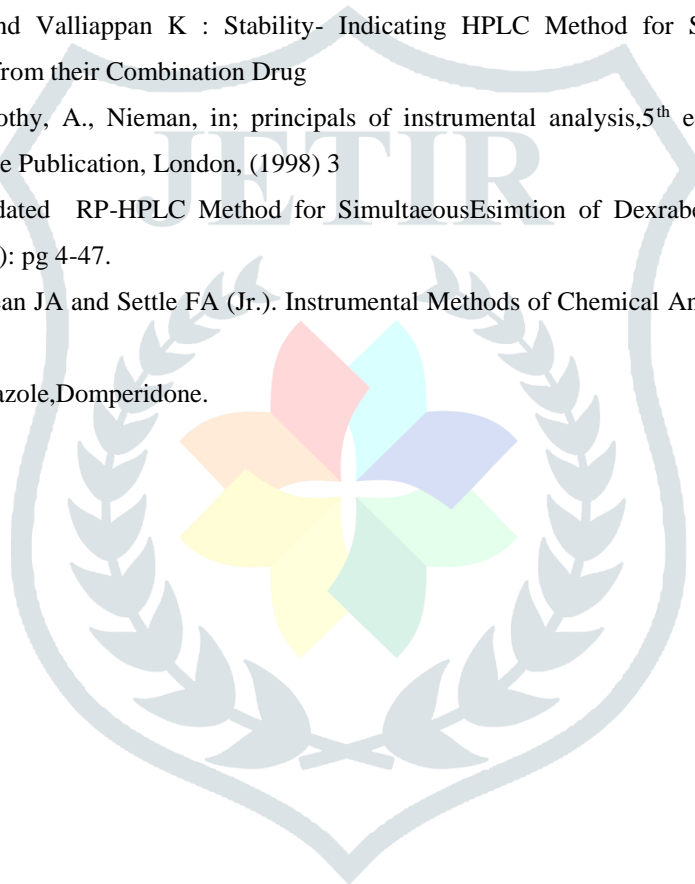 nd Valliappan K : Stability- Indicating HPLC Method for S
from their Combination Drug
othy, A., Nieman, in; principals of instrumental analysis,5th e
e Publication, London, (1998) 3
JETIR
dated RP-HPLC Method for SimultaeousEsimtion of Dexrab
): pg 4-47.
ean JA and Settle FA (Jr.). Instrumental Methods of Chemical An
azole,Domperidone.